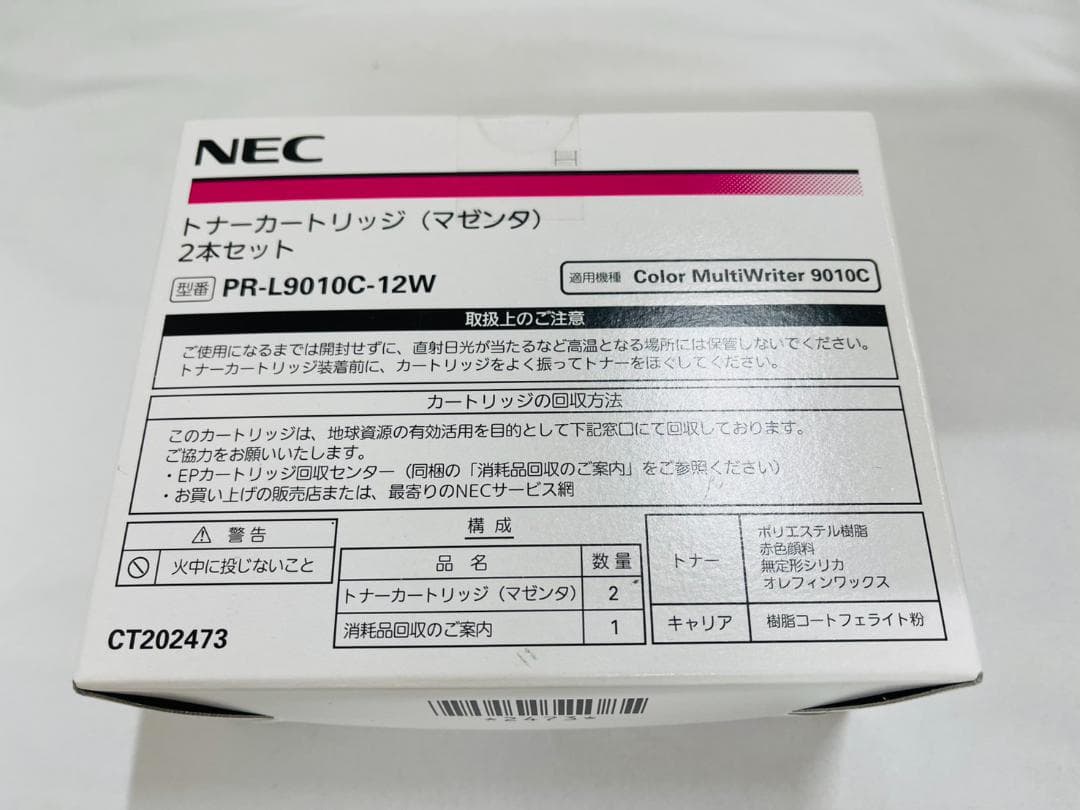 NEC
トナーカートリッジ（マゼンタ）
2本セット
型番 PR-L9010C-12W
適用機種 Color MultiWriter 9010C
取扱上のご注意
ご使用になるまでは開封せずに、直射日光が当たるなど高温となる場所には保管しないでください。
トナーカートリッジ装着前に、カートリッジをよく振ってトナーをほぐしてください。
カートリッジの回収方法
このカートリッジは、地球資源の有効活用を目的として下記窓口にて回収しております。
ご協力をお願いいたします。
・EPカートリッジ回収センター（同梱の「消耗品回収のご案内」をご参照ください）
・お買い上げの販売店または、最寄りのNECサービス網
警告
火中に投じないこと
構成
品名 数量
トナーカートリッジ（マゼンタ） 2
消耗品回収のご案内 1
トナー
ポリエステル樹脂
赤色顔料
無定形シリカ
オレフィンワックス
キャリア 樹脂コートフェライト粉
CT202473
*2473*